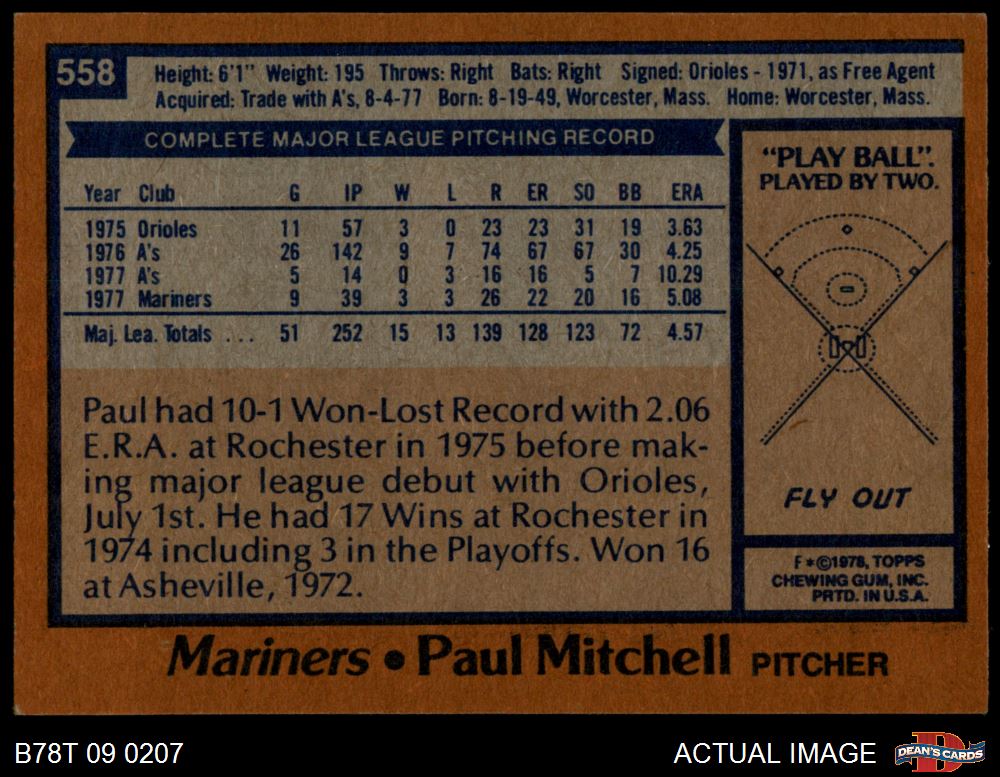 558
Height: 6'1" Weight: 195 Throws: Right Bats: Right Signed: Orioles - 1971, as Free Agent
Acquired: Trade with A's, 8-4-77 Born: 8-19-49, Worcester, Mass. Home: Worcester, Mass.
COMPLETE MAJOR LEAGUE PITCHING RECORD
Year Club G IP W L R ER SO BB ERA
1975 Orioles 11 57 3 0 23 23 31 19 3.63
1976 A's 26 142 9 7 74 67 67 30 4.25
1977 A's 5 14 0 3 16 16 5 7 10.29
1977 Mariners 9 39 3 3 26 22 20 16 5.08
Maj. Lea. Totals ... 51 252 15 13 139 128 123 72 4.57
Paul had 10-1 Won-Lost Record with 2.06
E.R.A. at Rochester in 1975 before mak-
ing major league debut with Orioles,
July 1st. He had 17 Wins at Rochester in
1974 including 3 in the Playoffs. Won 16
at Asheville, 1972.
"PLAY BALL".
PLAYED BY TWO.
FLY OUT
F*©1978, TOPPS
CHEWING GUM, INC.
PRTD. IN U.S.A.
Mariners • Paul Mitchell PITCHER
B78T 09 0207
ACTUAL IMAGE
D
DEAN'S CARDS